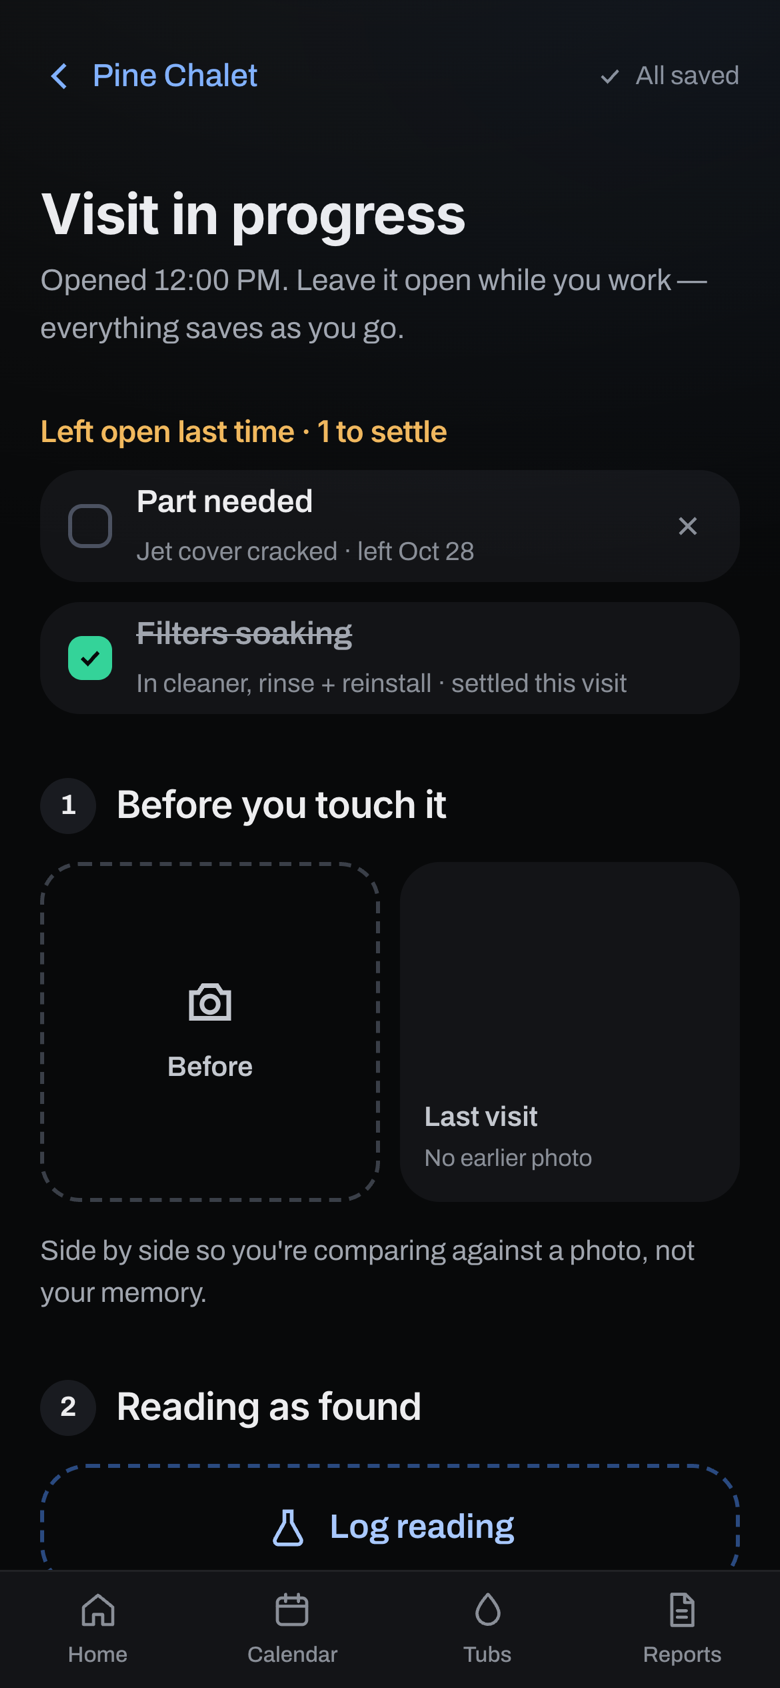 Pine Chalet
All saved
Visit in progress
Opened 12:00 PM. Leave it open while you work —
everything saves as you go.
Left open last time · 1 to settle
Part needed
Jet cover cracked · left Oct 28
Filters soaking
In cleaner, rinse + reinstall · settled this visit
1 Before you touch it
Before
Last visit
No earlier photo
Side by side so you're comparing against a photo, not
your memory.
2 Reading as found
Log reading
Home
Calendar
Tubs
Reports